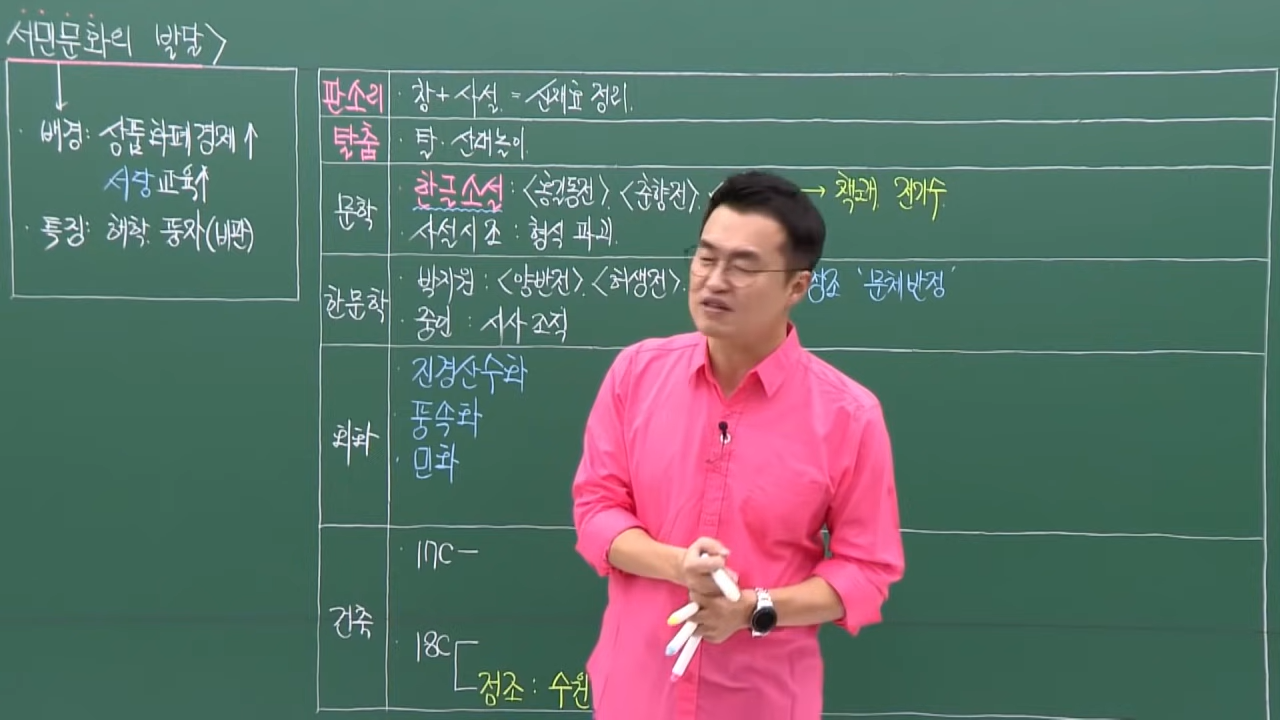 서민문화의 발달>
· 배경: 상품화폐경제↑
서당교육↑
· 특징: 해학, 풍자(비판)
판소리
· 창+사설 = 신재효 정리.
탈춤
· 탈·산대놀이.
문학
· 한글소설: <홍길동전>, <춘향전>, → 책쾌, 전기수.
· 사설시조: 형식 파괴.
한문학
· 박지원: <양반전>, <허생전>, 정조 '문체반정'
· 중인: 시사 조직
회화
· 진경산수화
· 풍속화
· 민화
건축
· 17C -
· 18C
정조: 수원